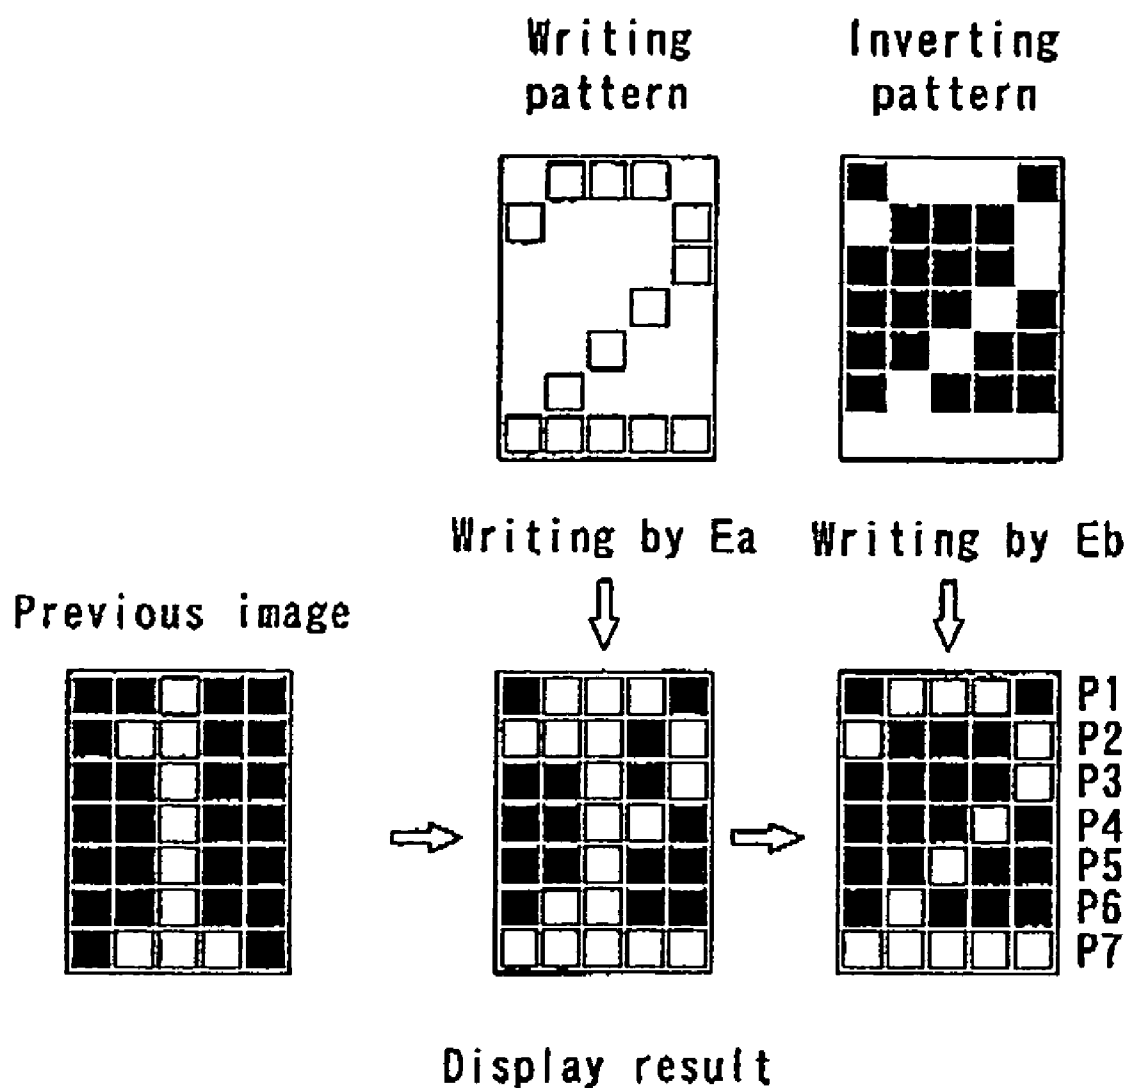 Writing
pattern
Inverting
pattern
Writing by Ea
Writing by Eb
Previous image
P1
P2
P3
P4
P5
P6
P7
Display result